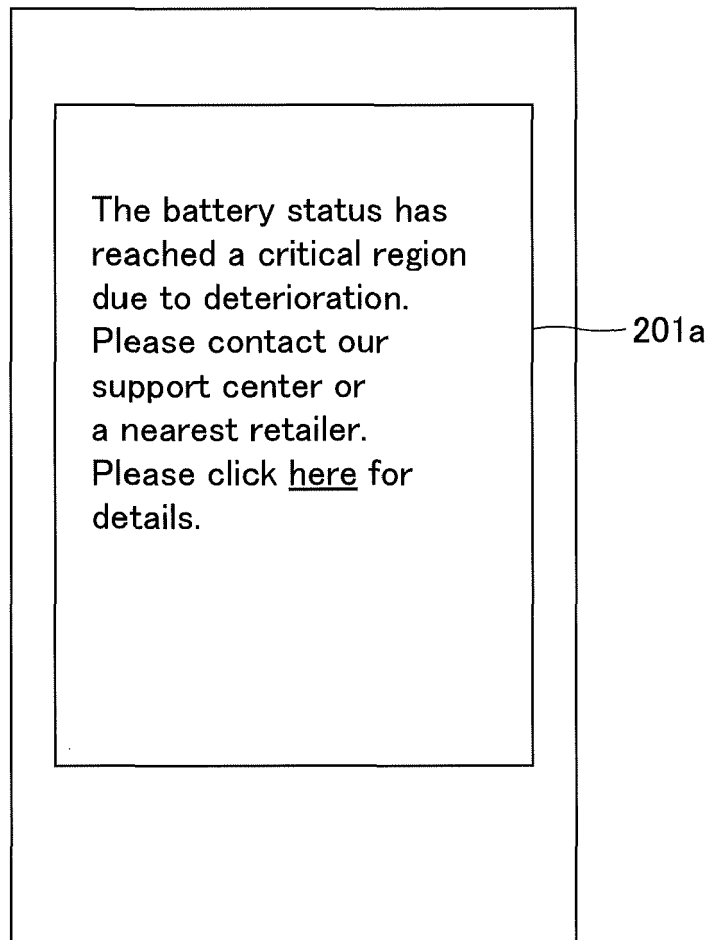 The battery status has
reached a critical region
due to deterioration.
Please contact our
support center or
a nearest retailer.
Please click here for
details.
201a